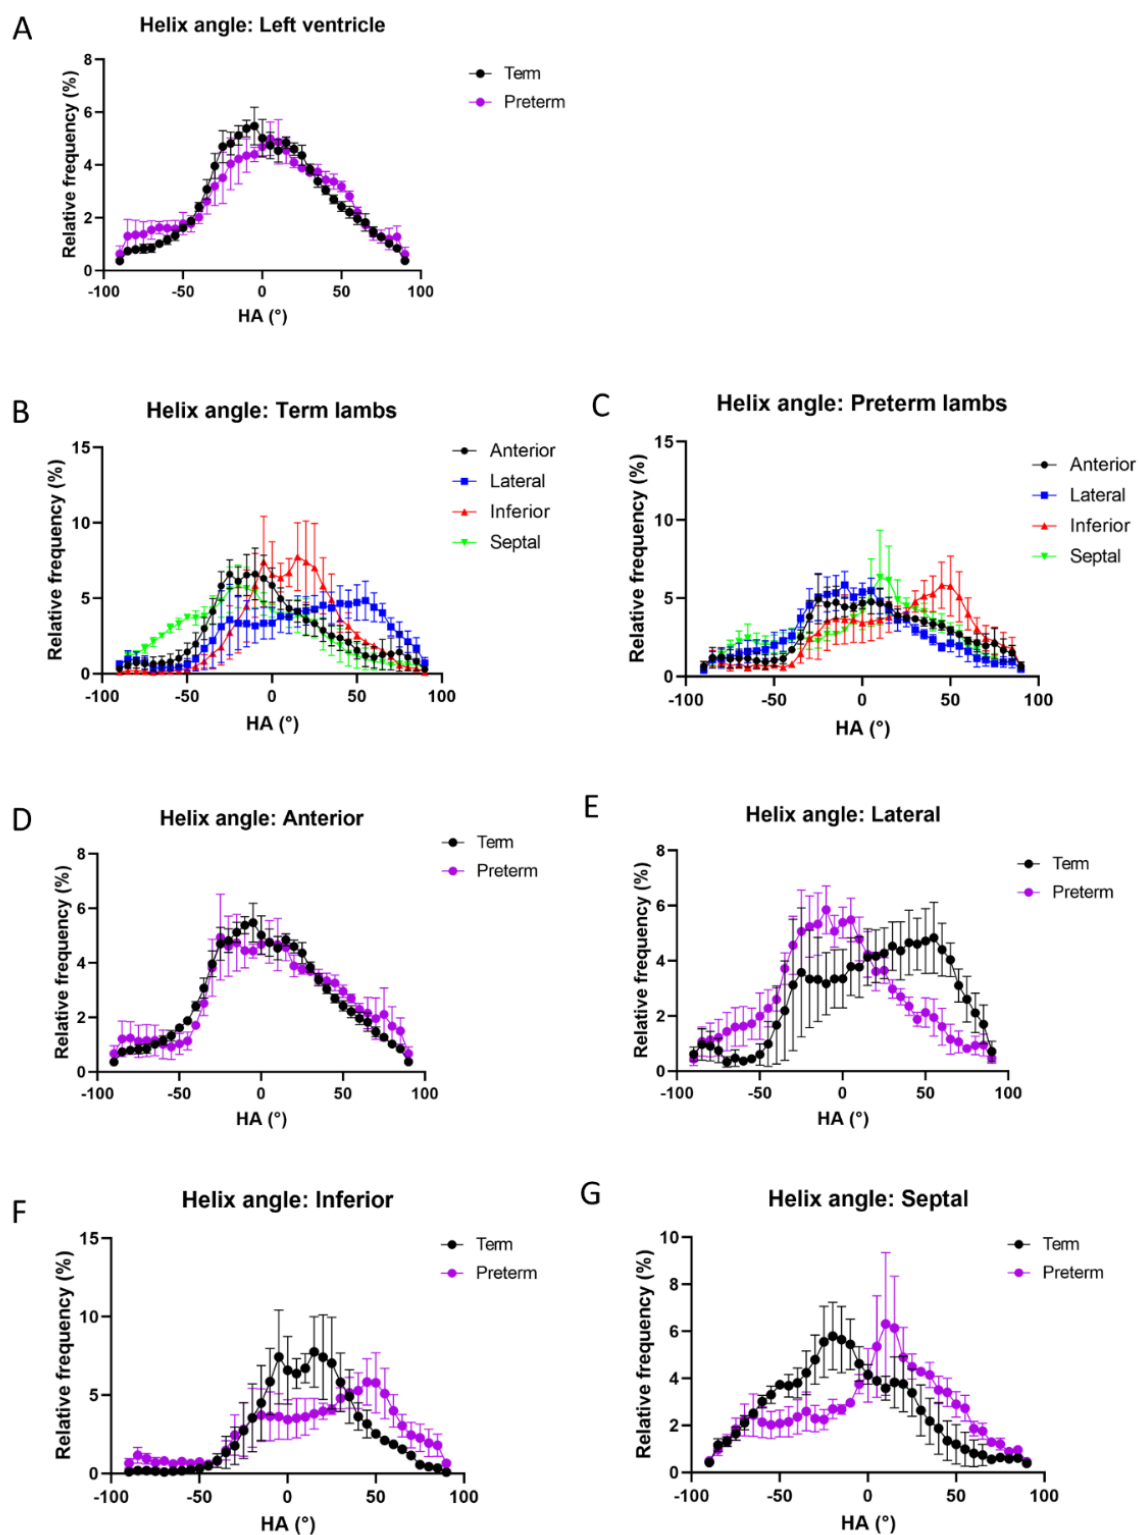 A
Helix angle: Left ventricle
Relative frequency (%)
8
6
4
2
0
-100
-50
0
50
100
HA (°)
Term
Preterm
B
Helix angle: Term lambs
Relative frequency (%)
15
10
5
0
-100
-50
0
50
100
HA (°)
Anterior
Lateral
Inferior
Septal
C
Helix angle: Preterm lambs
Relative frequency (%)
15
10
5
0
-100
-50
0
50
100
HA (°)
Anterior
Lateral
Inferior
Septal
D
Helix angle: Anterior
Relative frequency (%)
8
6
4
2
0
-100
-50
0
50
100
HA (°)
Term
Preterm
E
Helix angle: Lateral
Relative frequency (%)
8
6
4
2
0
-100
-50
0
50
100
HA (°)
Term
Preterm
F
Helix angle: Inferior
Relative frequency (%)
15
10
5
0
-100
-50
0
50
100
HA (°)
Term
Preterm
G
Helix angle: Septal
Relative frequency (%)
10
8
6
4
2
0
-100
-50
0
50
100
HA (°)
Term
Preterm